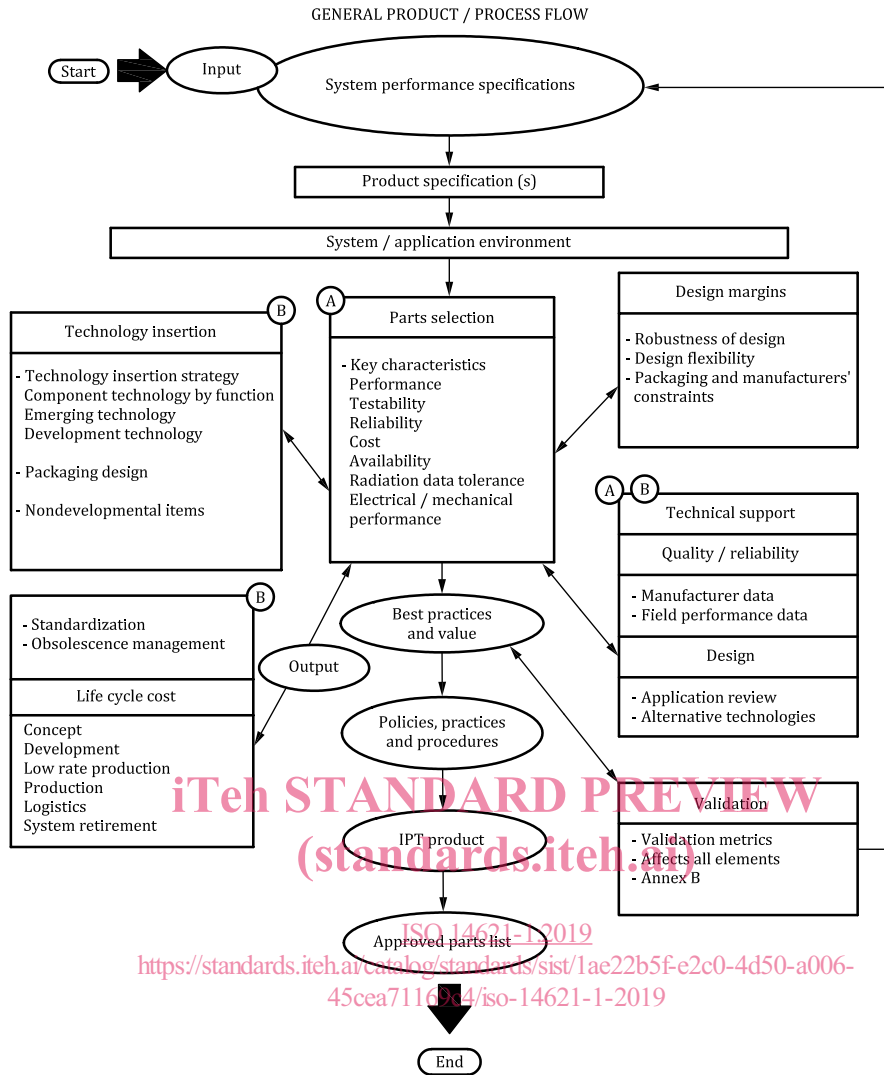 GENERAL PRODUCT / PROCESS FLOW
Start
Input
System performance specifications
Product specification (s)
System / application environment
B
Technology insertion
- Technology insertion strategy
Component technology by function
Emerging technology
Development technology
- Packaging design
- Nondevelopmental items
A
Parts selection
- Key characteristics
Performance
Testability
Reliability
Cost
Availability
Radiation data tolerance
Electrical / mechanical
performance
Design margins
- Robustness of design
- Design flexibility
- Packaging and manufacturers'
constraints
A
B
Technical support
Quality / reliability
- Manufacturer data
- Field performance data
Design
- Application review
- Alternative technologies
B
- Standardization
- Obsolescence management
Life cycle cost
Concept
Development
Low rate production
Production
Logistics
System retirement
Output
Best practices
and value
Policies, practices
and procedures
IPT product
Approved parts list
End
Validation
- Validation metrics
- Affects all elements
- Annex B
iTeh STANDARD PREVIEW
(standards.iteh.ai)
ISO 14621-1:2019
https://standards.iteh.ai/catalog/standards/sist/1ae22b5f-e2c0-4d50-a006-
45cea71169c4/iso-14621-1-2019